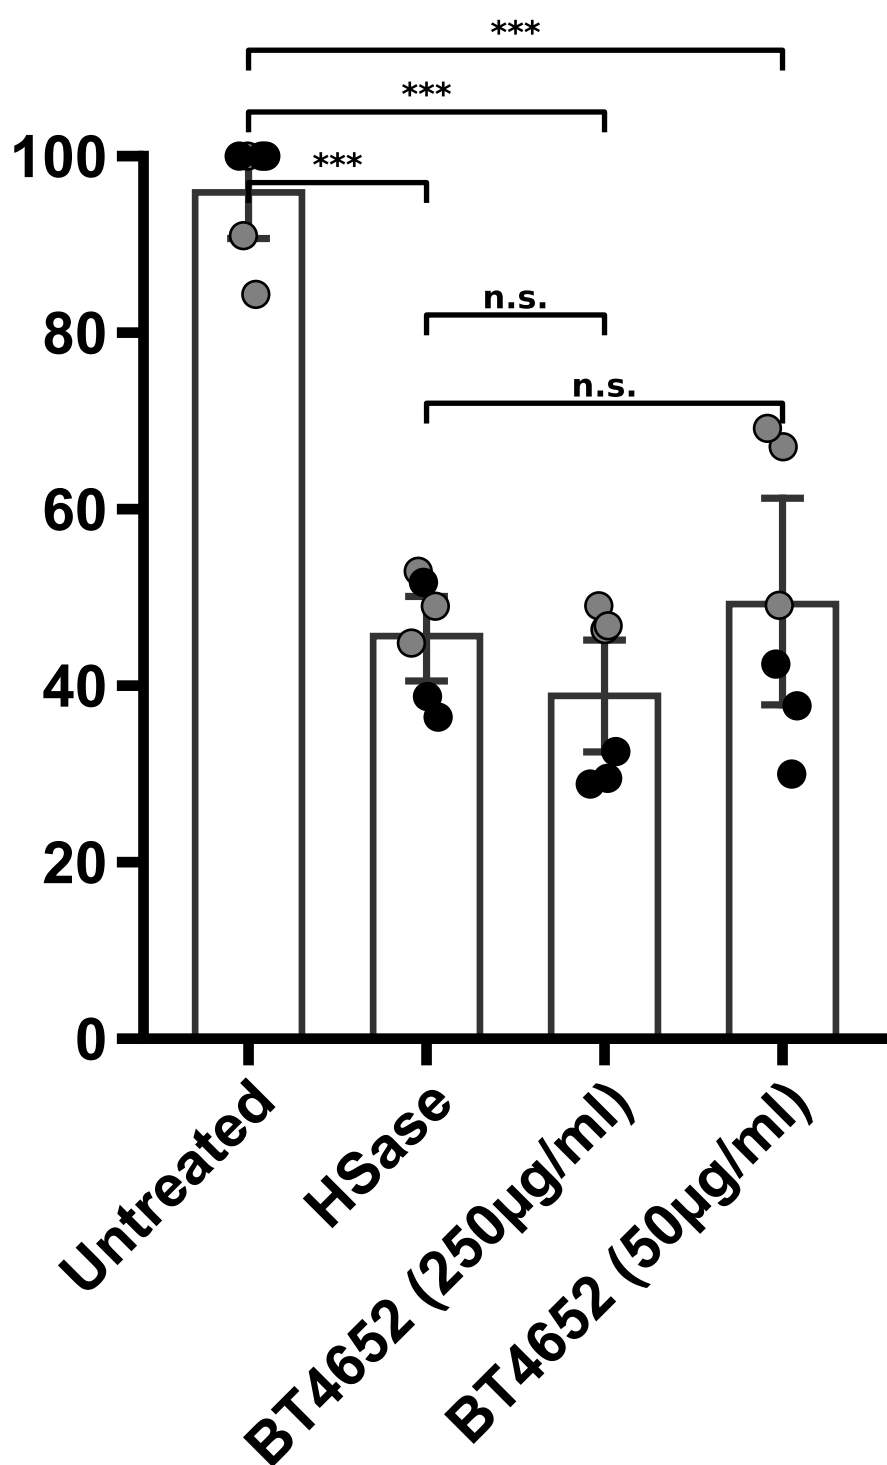 ***
***
***
n.s.
n.s.
100
80
60
40
20
0
Untreated
HSase
BT4652 (250µg/ml)
BT4652 (50µg/ml)